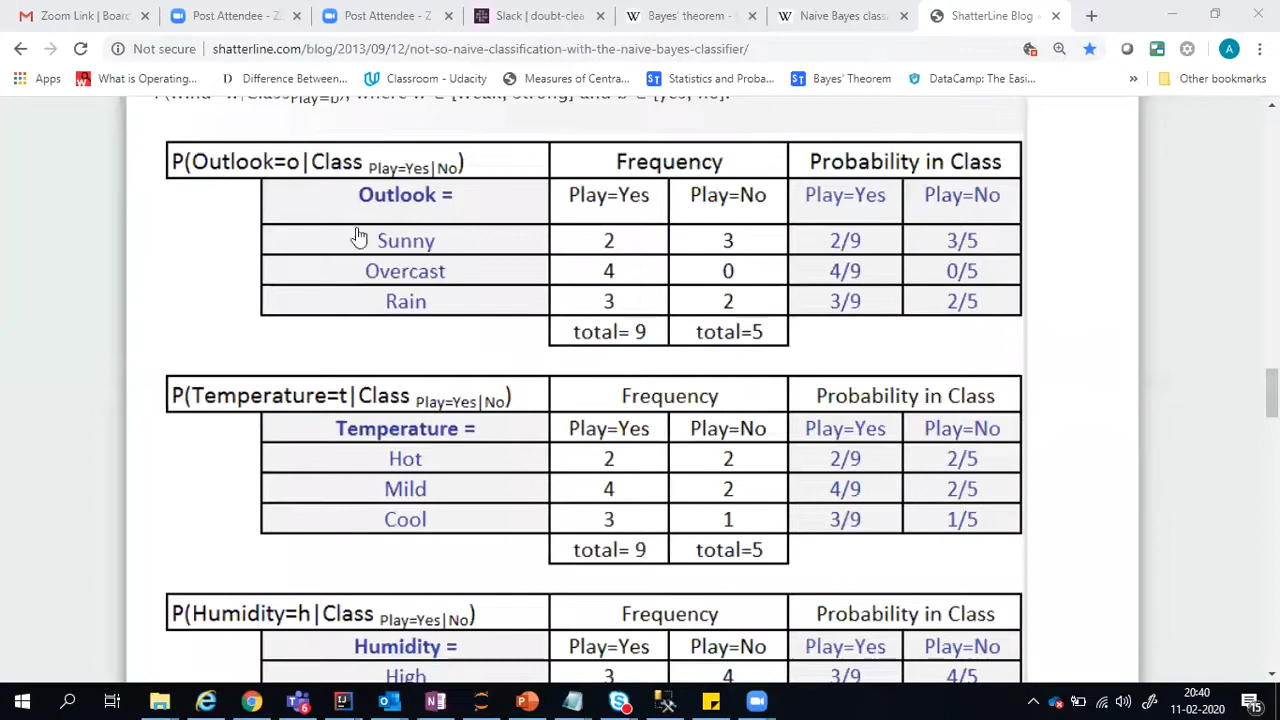 Zoom Link | Board
PostAttendee - Z
Post Attendee - Z
Slack | doubt-clea
Bayes' theorem -
Naive Bayes class
ShatterLine Blog
Not secure
shatterline.com/blog/2013/09/12/not-so-naive-classification-with-the-naive-bayes-classifier/
A
Apps
What is Operating...
Difference Between...
Classroom - Udacity
Measures of Centra...
Statistics and Proba...
Bayes' Theorem
DataCamp: The Easi...
»
Other bookmarks
P(Outlook=o|Class Play=Yes|No) Frequency Probability in Class
Outlook = Play=Yes Play=No Play=Yes Play=No
Sunny 2 3 2/9 3/5
Overcast 4 0 4/9 0/5
Rain 3 2 3/9 2/5
total= 9 total=5
P(Temperature=t|Class Play=Yes|No) Frequency Probability in Class
Temperature = Play=Yes Play=No Play=Yes Play=No
Hot 2 2 2/9 2/5
Mild 4 2 4/9 2/5
Cool 3 1 3/9 1/5
total= 9 total=5
P(Humidity=h|Class Play=Yes|No) Frequency Probability in Class
Humidity = Play=Yes Play=No Play=Yes Play=No
High 3 4 3/9 4/5
20:40
11-02-2020
15